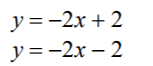 y = −2x + 2
y = −2x − 2